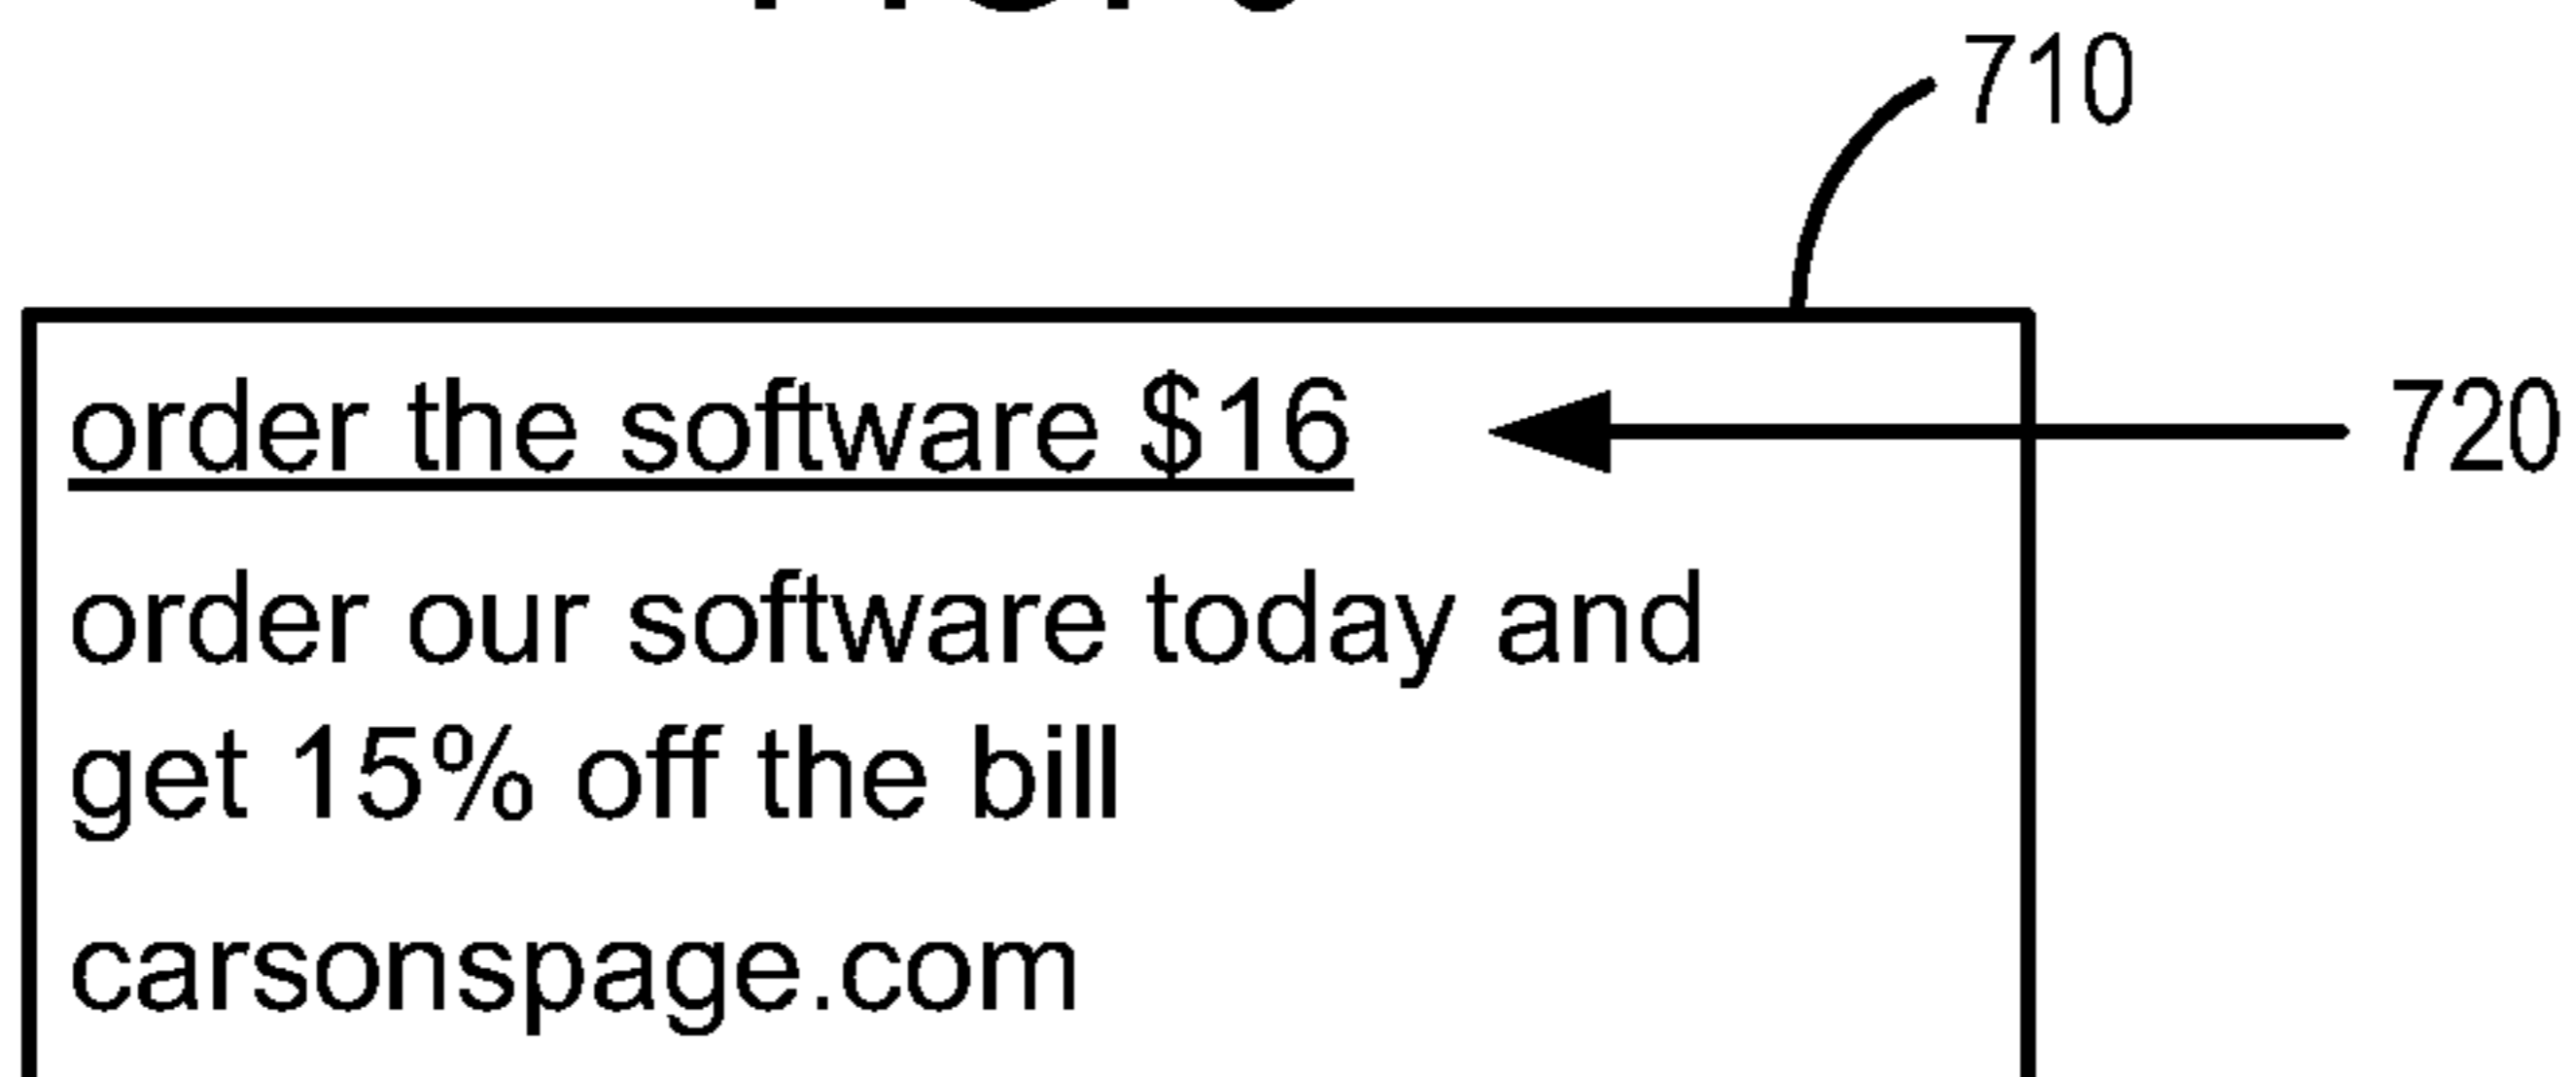 710
order the software $16
720
order our software today and
get 15% off the bill
carsonspage.com